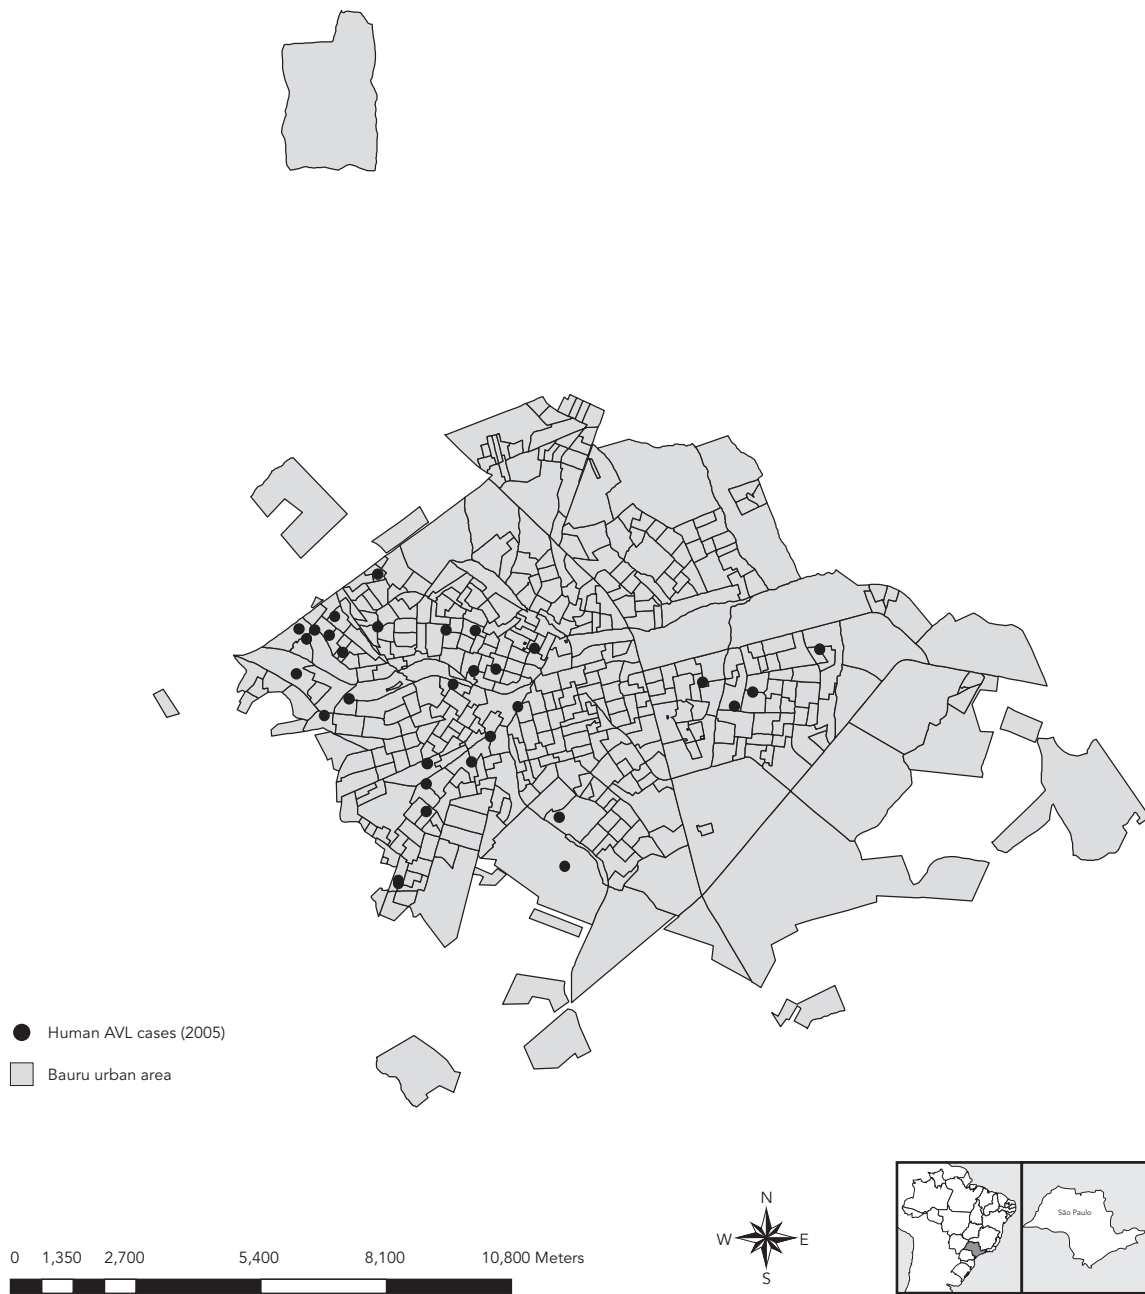 Human AVL cases (2005)
Bauru urban area
0 1,350 2,700 5,400 8,100 10,800 Meters
N
W E
S
São Paulo